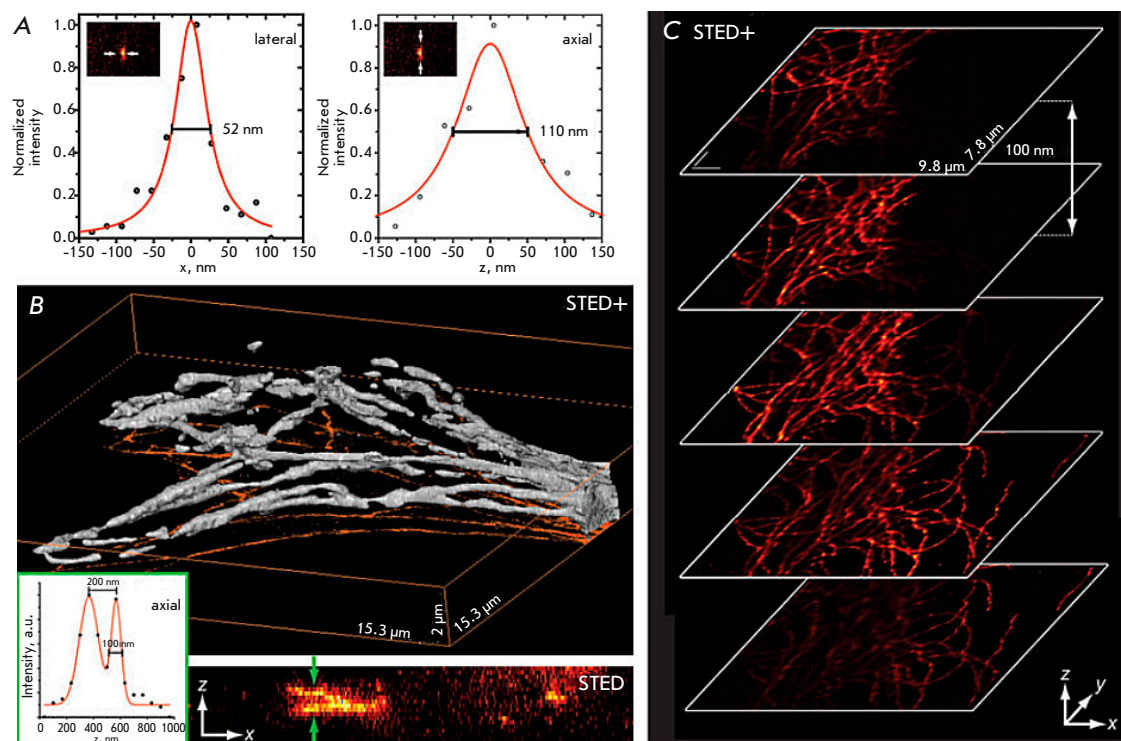 A
lateral
52 nm
Normalized
intensity
1.0
0.8
0.6
0.4
0.2
0.0
-150 -100 -50 0 50 100 150
x, nm
axial
110 nm
Normalized
intensity
1.0
0.8
0.6
0.4
0.2
0.0
-150 -100 -50 0 50 100 150
z, nm
B
STED+
15.3 µm
2 µm
15.3 µm
200 nm
axial
100 nm
Intensity, a.u.
0 200 400 600 800 1000
z, nm
STED
z
x
C STED+
7.8 µm
9.8 µm
100 nm
z
y
x